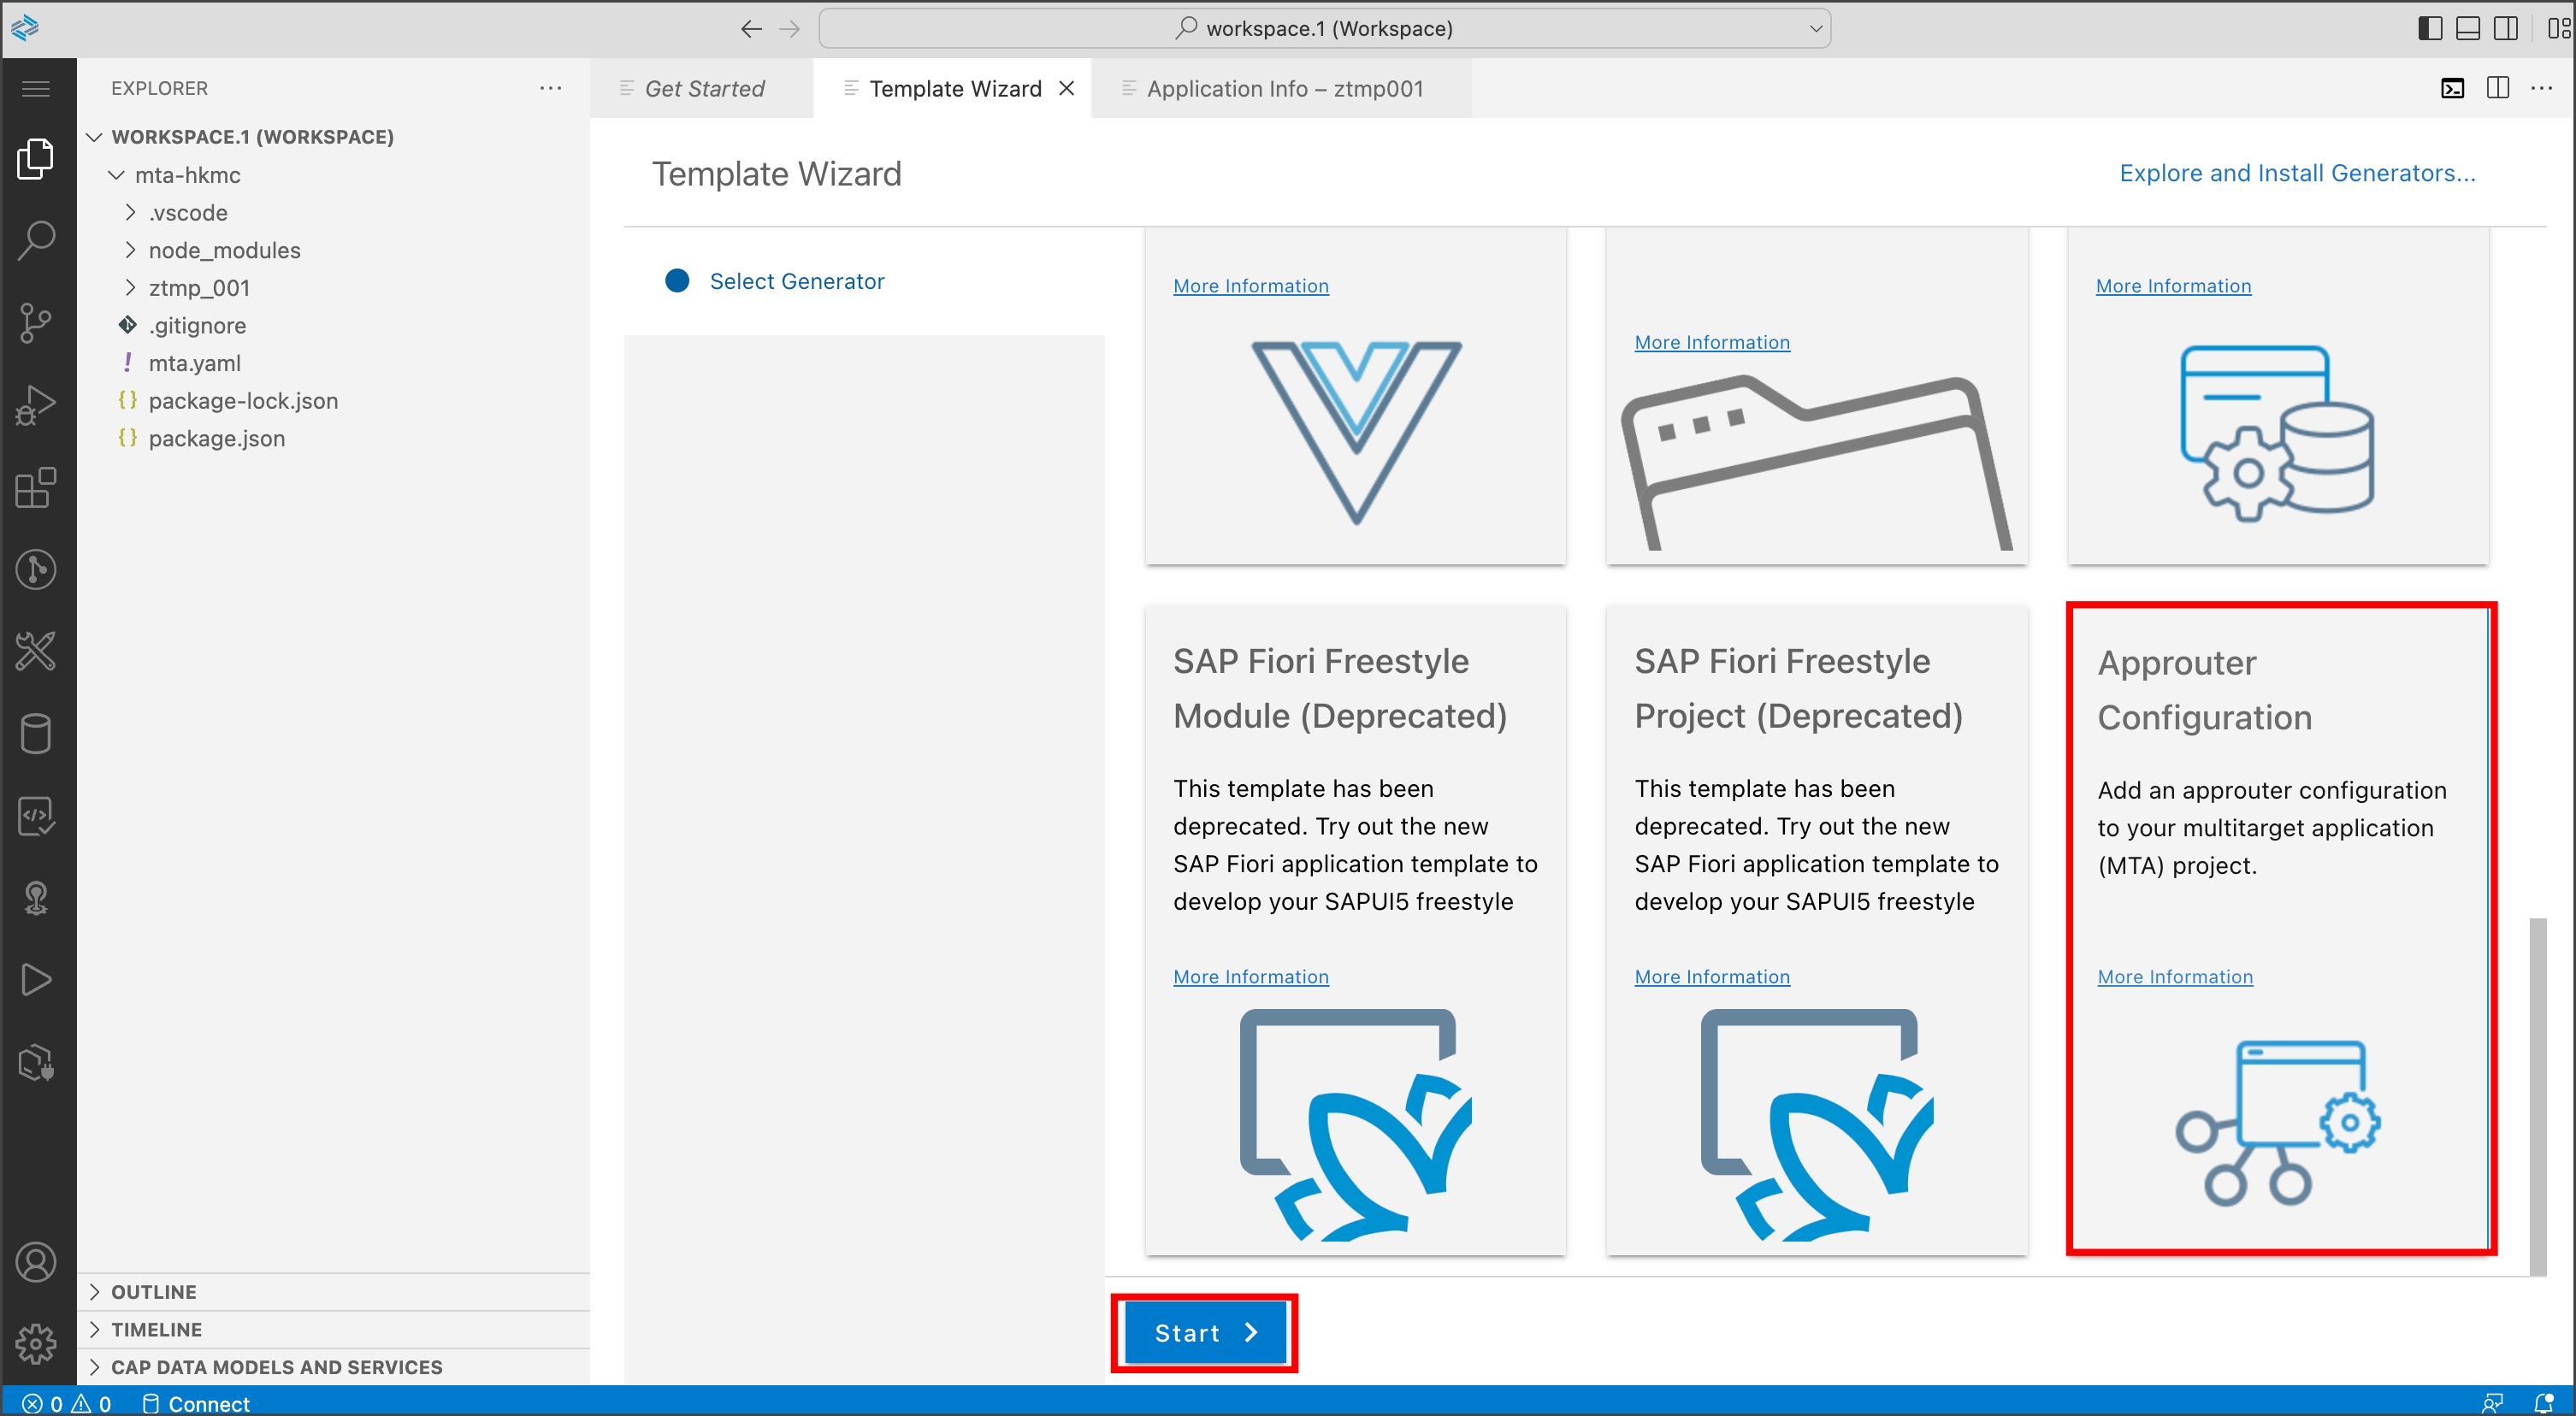 workspace.1 (Workspace)
EXPLORER
WORKSPACE.1 (WORKSPACE)
mta-hkmc
.vscode
node_modules
ztmp_001
.gitignore
! mta.yaml
{} package-lock.json
{} package.json
OUTLINE
TIMELINE
CAP DATA MODELS AND SERVICES
Get Started
Template Wizard
Application Info – ztmp001
Template Wizard
Explore and Install Generators...
Select Generator
More Information
More Information
More Information
SAP Fiori Freestyle
Module (Deprecated)
This template has been
deprecated. Try out the new
SAP Fiori application template to
develop your SAPUI5 freestyle
More Information
SAP Fiori Freestyle
Project (Deprecated)
This template has been
deprecated. Try out the new
SAP Fiori application template to
develop your SAPUI5 freestyle
More Information
Approuter
Configuration
Add an approuter configuration
to your multitarget application
(MTA) project.
More Information
Start
0 0 Connect